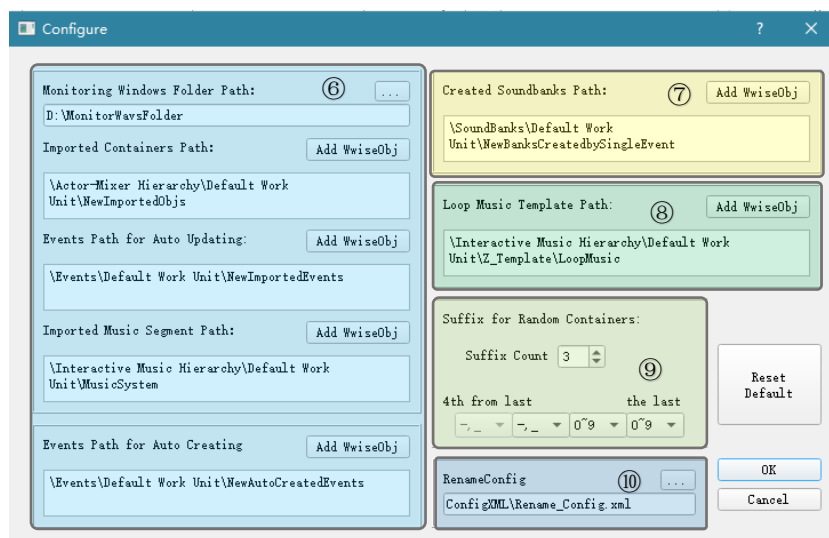 Configure
?
×
Monitoring Windows Folder Path:
⑥
...
D:\MonitorWavsFolder
Imported Containers Path:
Add WwiseObj
\Actor-Mixer Hierarchy\Default Work
Unit\NewImportedObjs
Events Path for Auto Updating:
Add WwiseObj
\Events\Default Work Unit\NewImportedEvents
Imported Music Segment Path:
Add WwiseObj
\Interactive Music Hierarchy\Default Work
Unit\MusicSystem
Events Path for Auto Creating
Add WwiseObj
\Events\Default Work Unit\NewAutoCreatedEvents
Created Soundbanks Path:
⑦
Add WwiseObj
\SoundBanks\Default Work
Unit\NewBanksCreatedbySingleEvent
Loop Music Template Path:
⑧
Add WwiseObj
\Interactive Music Hierarchy\Default Work
Unit\Z_Template\LoopMusic
Suffix for Random Containers:
Suffix Count 3
⑨
4th from last the last
-,_ -,_ 0~9 0~9
RenameConfig
⑩
...
ConfigXML\Rename_Config.xml
Reset
Default
OK
Cancel